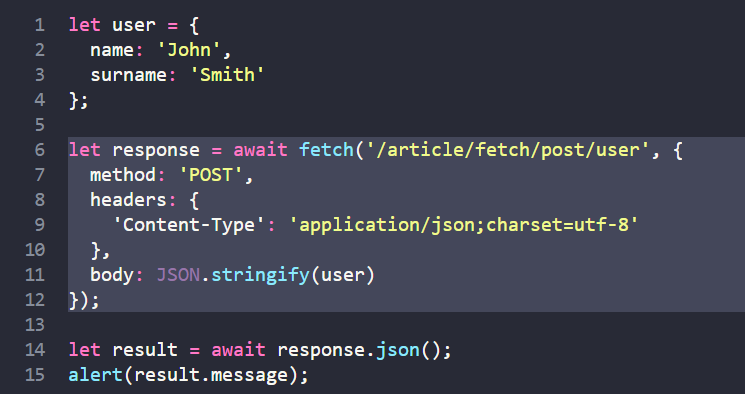 1 let user = {
2   name: 'John',
3   surname: 'Smith'
4 };
5
6 let response = await fetch('/article/fetch/post/user', {
7   method: 'POST',
8   headers: {
9     'Content-Type': 'application/json;charset=utf-8'
10   },
11   body: JSON.stringify(user)
12 });
13
14 let result = await response.json();
15 alert(result.message);